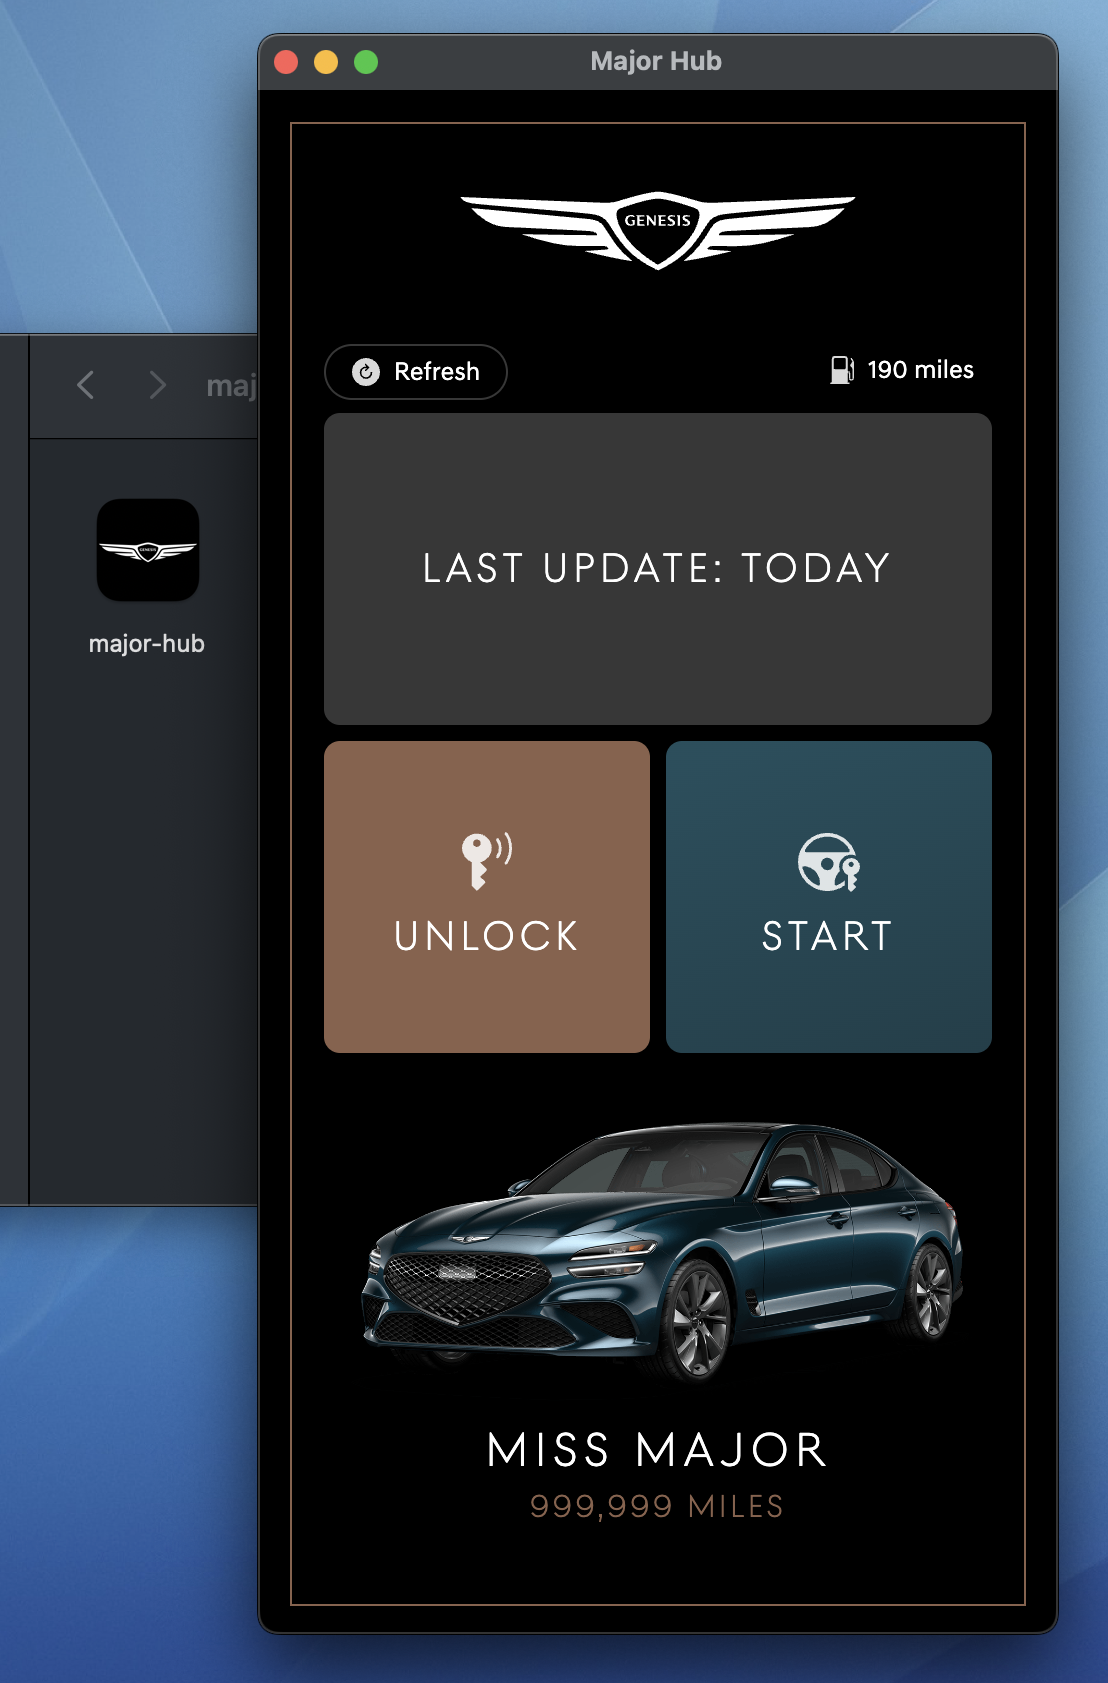 Major Hub
GENESIS
maj
Refresh
190 miles
LAST UPDATE: TODAY
major-hub
UNLOCK
START
MISS MAJOR
999,999 MILES